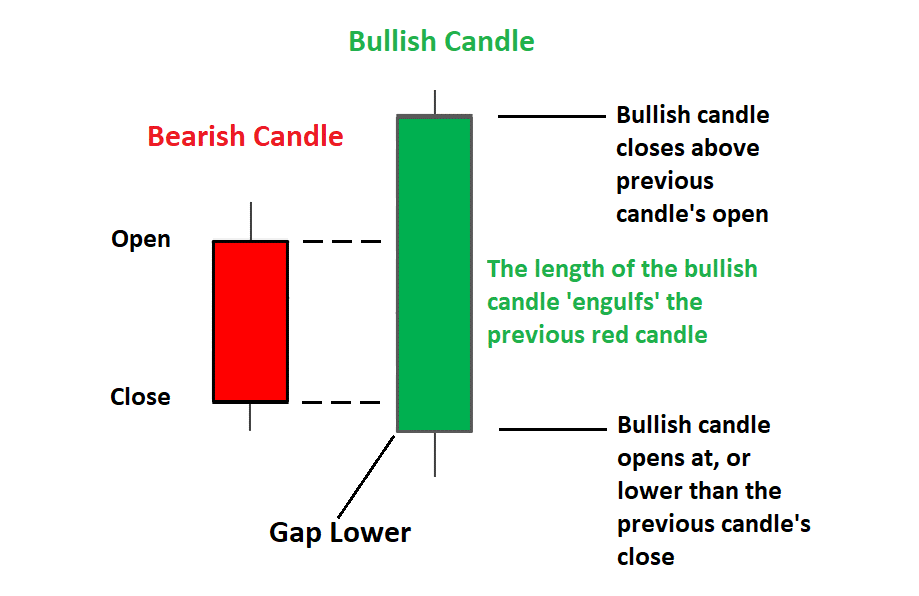 Bullish Candle
Bearish Candle
Bullish candle
closes above
previous
candle's open
Open
The length of the bullish
candle 'engulfs' the
previous red candle
Close
Bullish candle
opens at, or
lower than the
previous candle's
close
Gap Lower